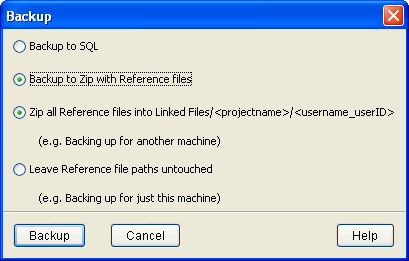 Backup
Backup to SQL
Backup to Zip with Reference files
Zip all Reference files into Linked Files/<projectname>/<username_userID>
(e.g. Backing up for another machine)
Leave Reference file paths untouched
(e.g. Backing up for just this machine)
Backup Cancel Help